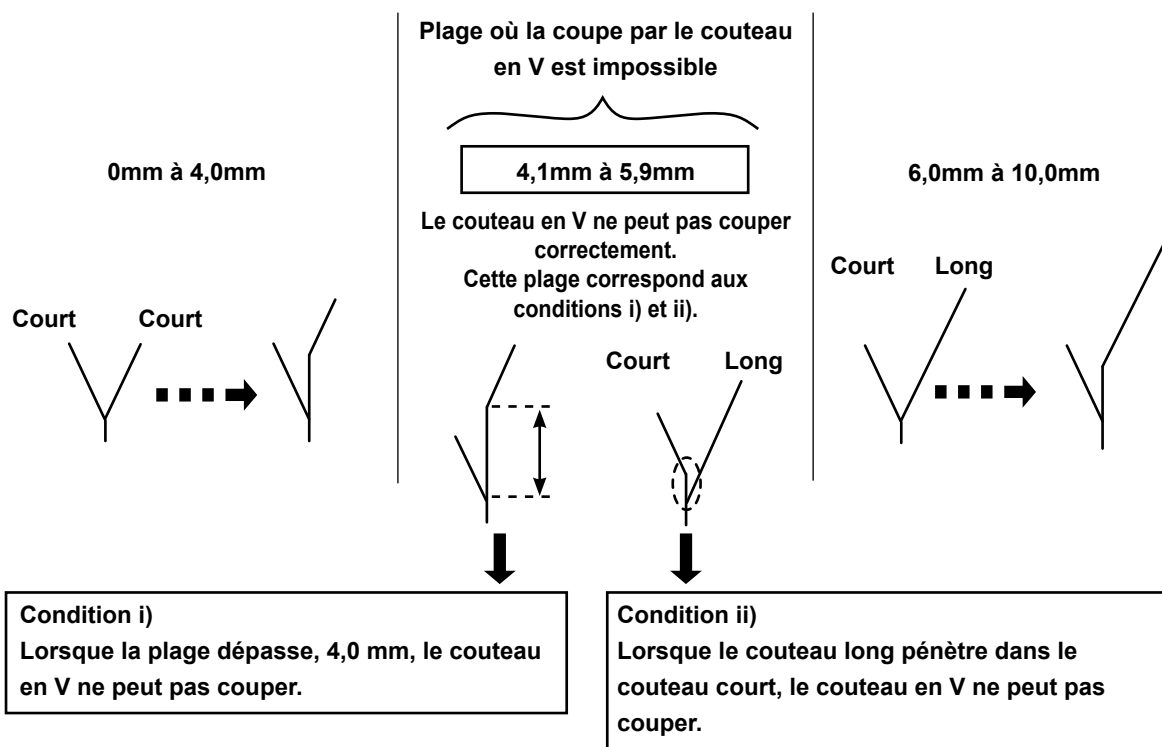 Plage où la coupe par le couteau
en V est impossible
0mm à 4,0mm
4,1mm à 5,9mm
6,0mm à 10,0mm
Le couteau en V ne peut pas couper
correctement.
Cette plage correspond aux
conditions i) et ii).
Court Court
Court Long
Court Long
Condition i)
Lorsque la plage dépasse, 4,0 mm, le couteau
en V ne peut pas couper.
Condition ii)
Lorsque le couteau long pénètre dans le
couteau court, le couteau en V ne peut pas
couper.